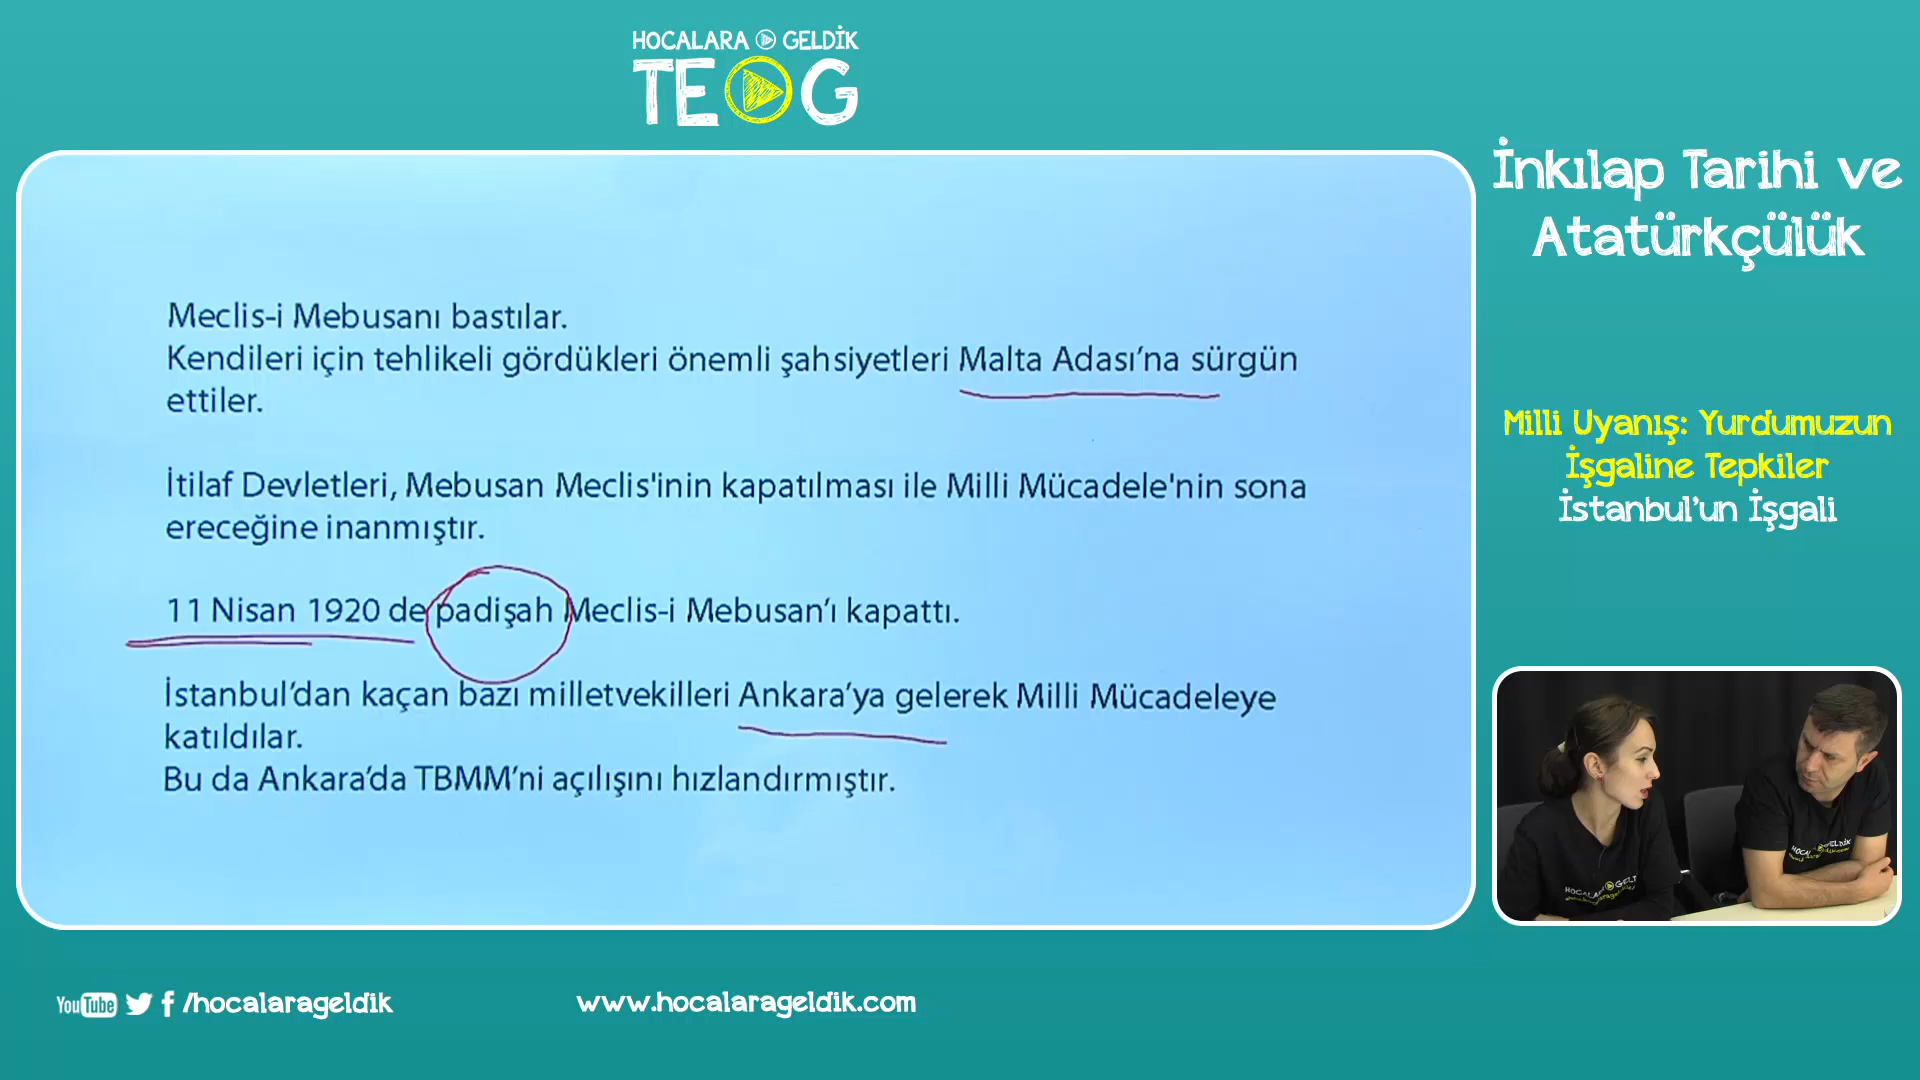 HOCALARA GELDİK
TEOG
İnkılap Tarihi ve
Atatürkçülük
Meclis-i Mebusanı bastılar.
Kendileri için tehlikeli gördükleri önemli şahsiyetleri Malta Adası’na sürgün
ettiler.
İtilaf Devletleri, Mebusan Meclis'inin kapatılması ile Milli Mücadele'nin sona
ereceğine inanmıştır.
11 Nisan 1920 de padişah Meclis-i Mebusan’ı kapattı.
İstanbul’dan kaçan bazı milletvekilleri Ankara’ya gelerek Milli Mücadeleye
katıldılar.
Bu da Ankara’da TBMM’ni açılışını hızlandırmıştır.
Milli Uyanış: Yurdumuzun
İşgaline Tepkiler
İstanbul’un İşgali
YouTube /hocalarageldik
www.hocalarageldik.com